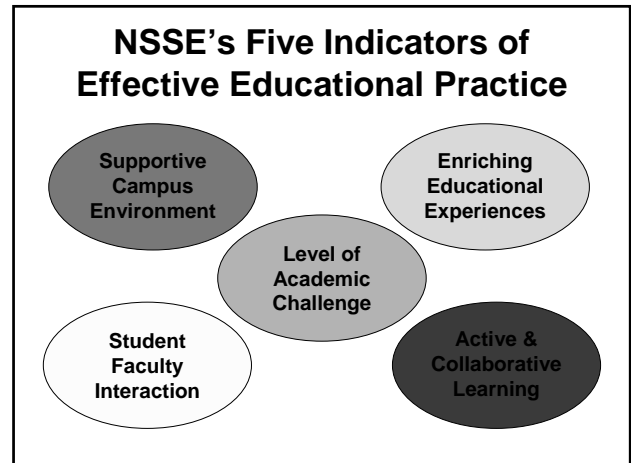 NSSE's Five Indicators of
Effective Educational Practice
Supportive
Campus
Environment
Enriching
Educational
Experiences
Level of
Academic
Challenge
Student
Faculty
Interaction
Active &
Collaborative
Learning